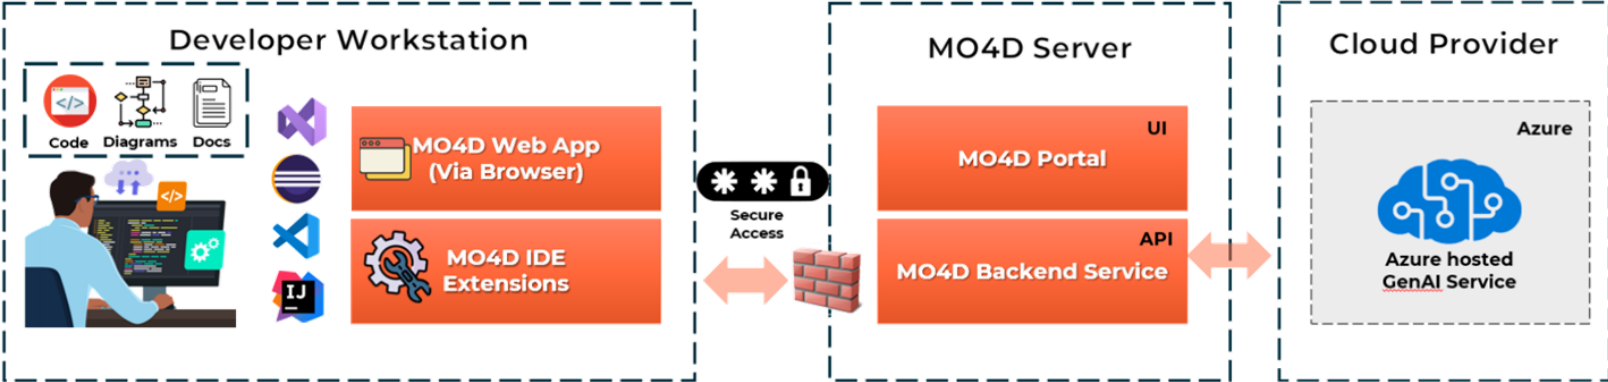 Developer Workstation
</>
Code
Diagrams
Docs
</>
IJ
MO4D Web App
(Via Browser)
MO4D IDE
Extensions
Secure
Access
MO4D Server
UI
MO4D Portal
API
MO4D Backend Service
Cloud Provider
Azure
Azure hosted
GenAI Service